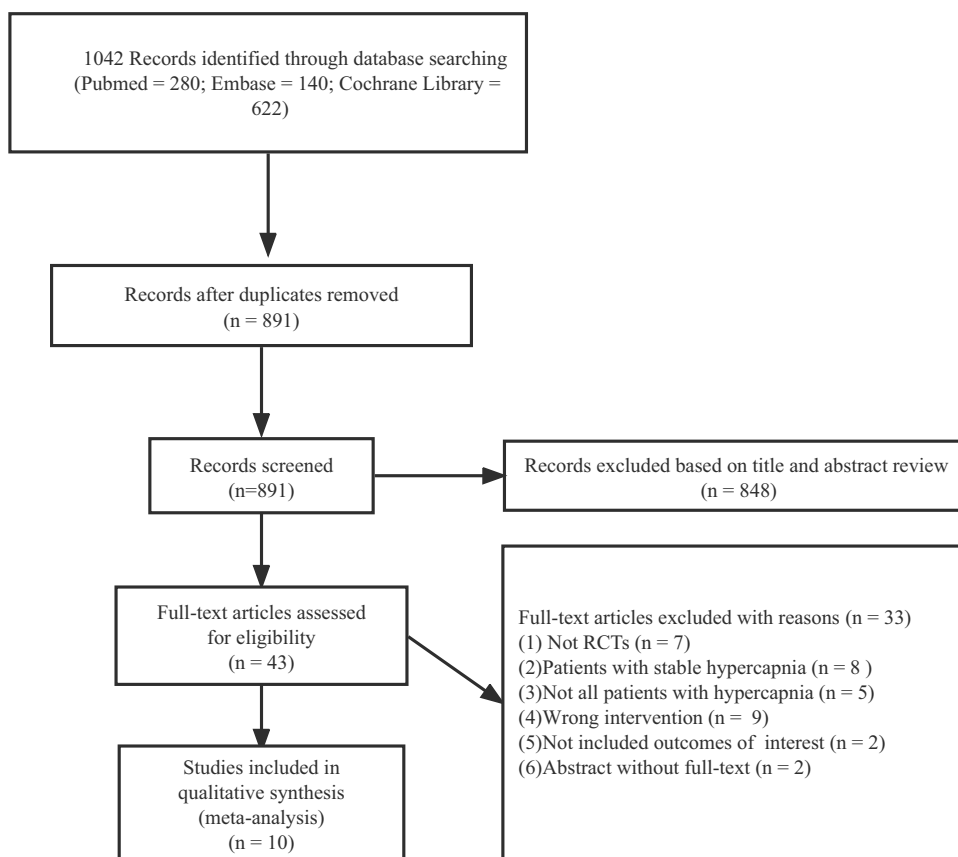 1042 Records identified through database searching
(Pubmed = 280; Embase = 140; Cochrane Library =
622)
Records after duplicates removed
(n = 891)
Records screened
(n=891)
Records excluded based on title and abstract review
(n = 848)
Full-text articles assessed
for eligibility
(n = 43)
Full-text articles excluded with reasons (n = 33)
(1) Not RCTs (n = 7)
(2)Patients with stable hypercapnia (n = 8 )
(3)Not all patients with hypercapnia (n = 5)
(4)Wrong intervention (n =  9)
(5)Not included outcomes of  interest (n = 2)
(6)Abstract without full-text (n = 2)
Studies included in
qualitative synthesis
(meta-analysis)
(n = 10)